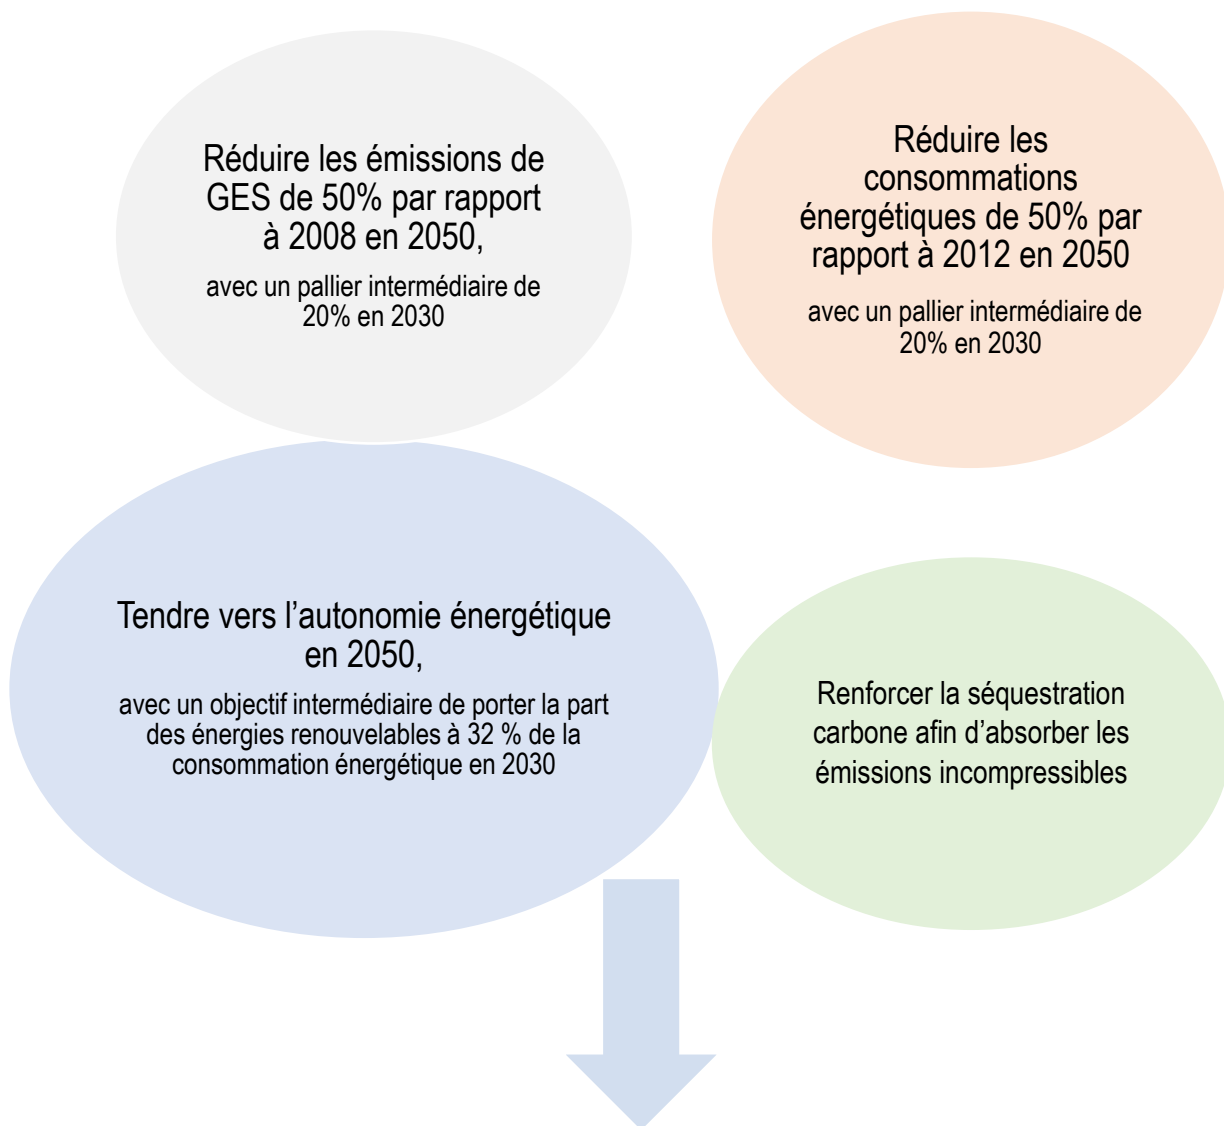 Réduire les émissions de
GES de 50% par rapport
à 2008 en 2050,
avec un pallier intermédiaire de
20% en 2030
Réduire les
consommations
énergétiques de 50% par
rapport à 2012 en 2050
avec un pallier intermédiaire de
20% en 2030
Tendre vers l’autonomie énergétique
en 2050,
avec un objectif intermédiaire de porter la part
des énergies renouvelables à 32 % de la
consommation énergétique en 2030
Renforcer la séquestration
carbone afin d’absorber les
émissions incompressibles